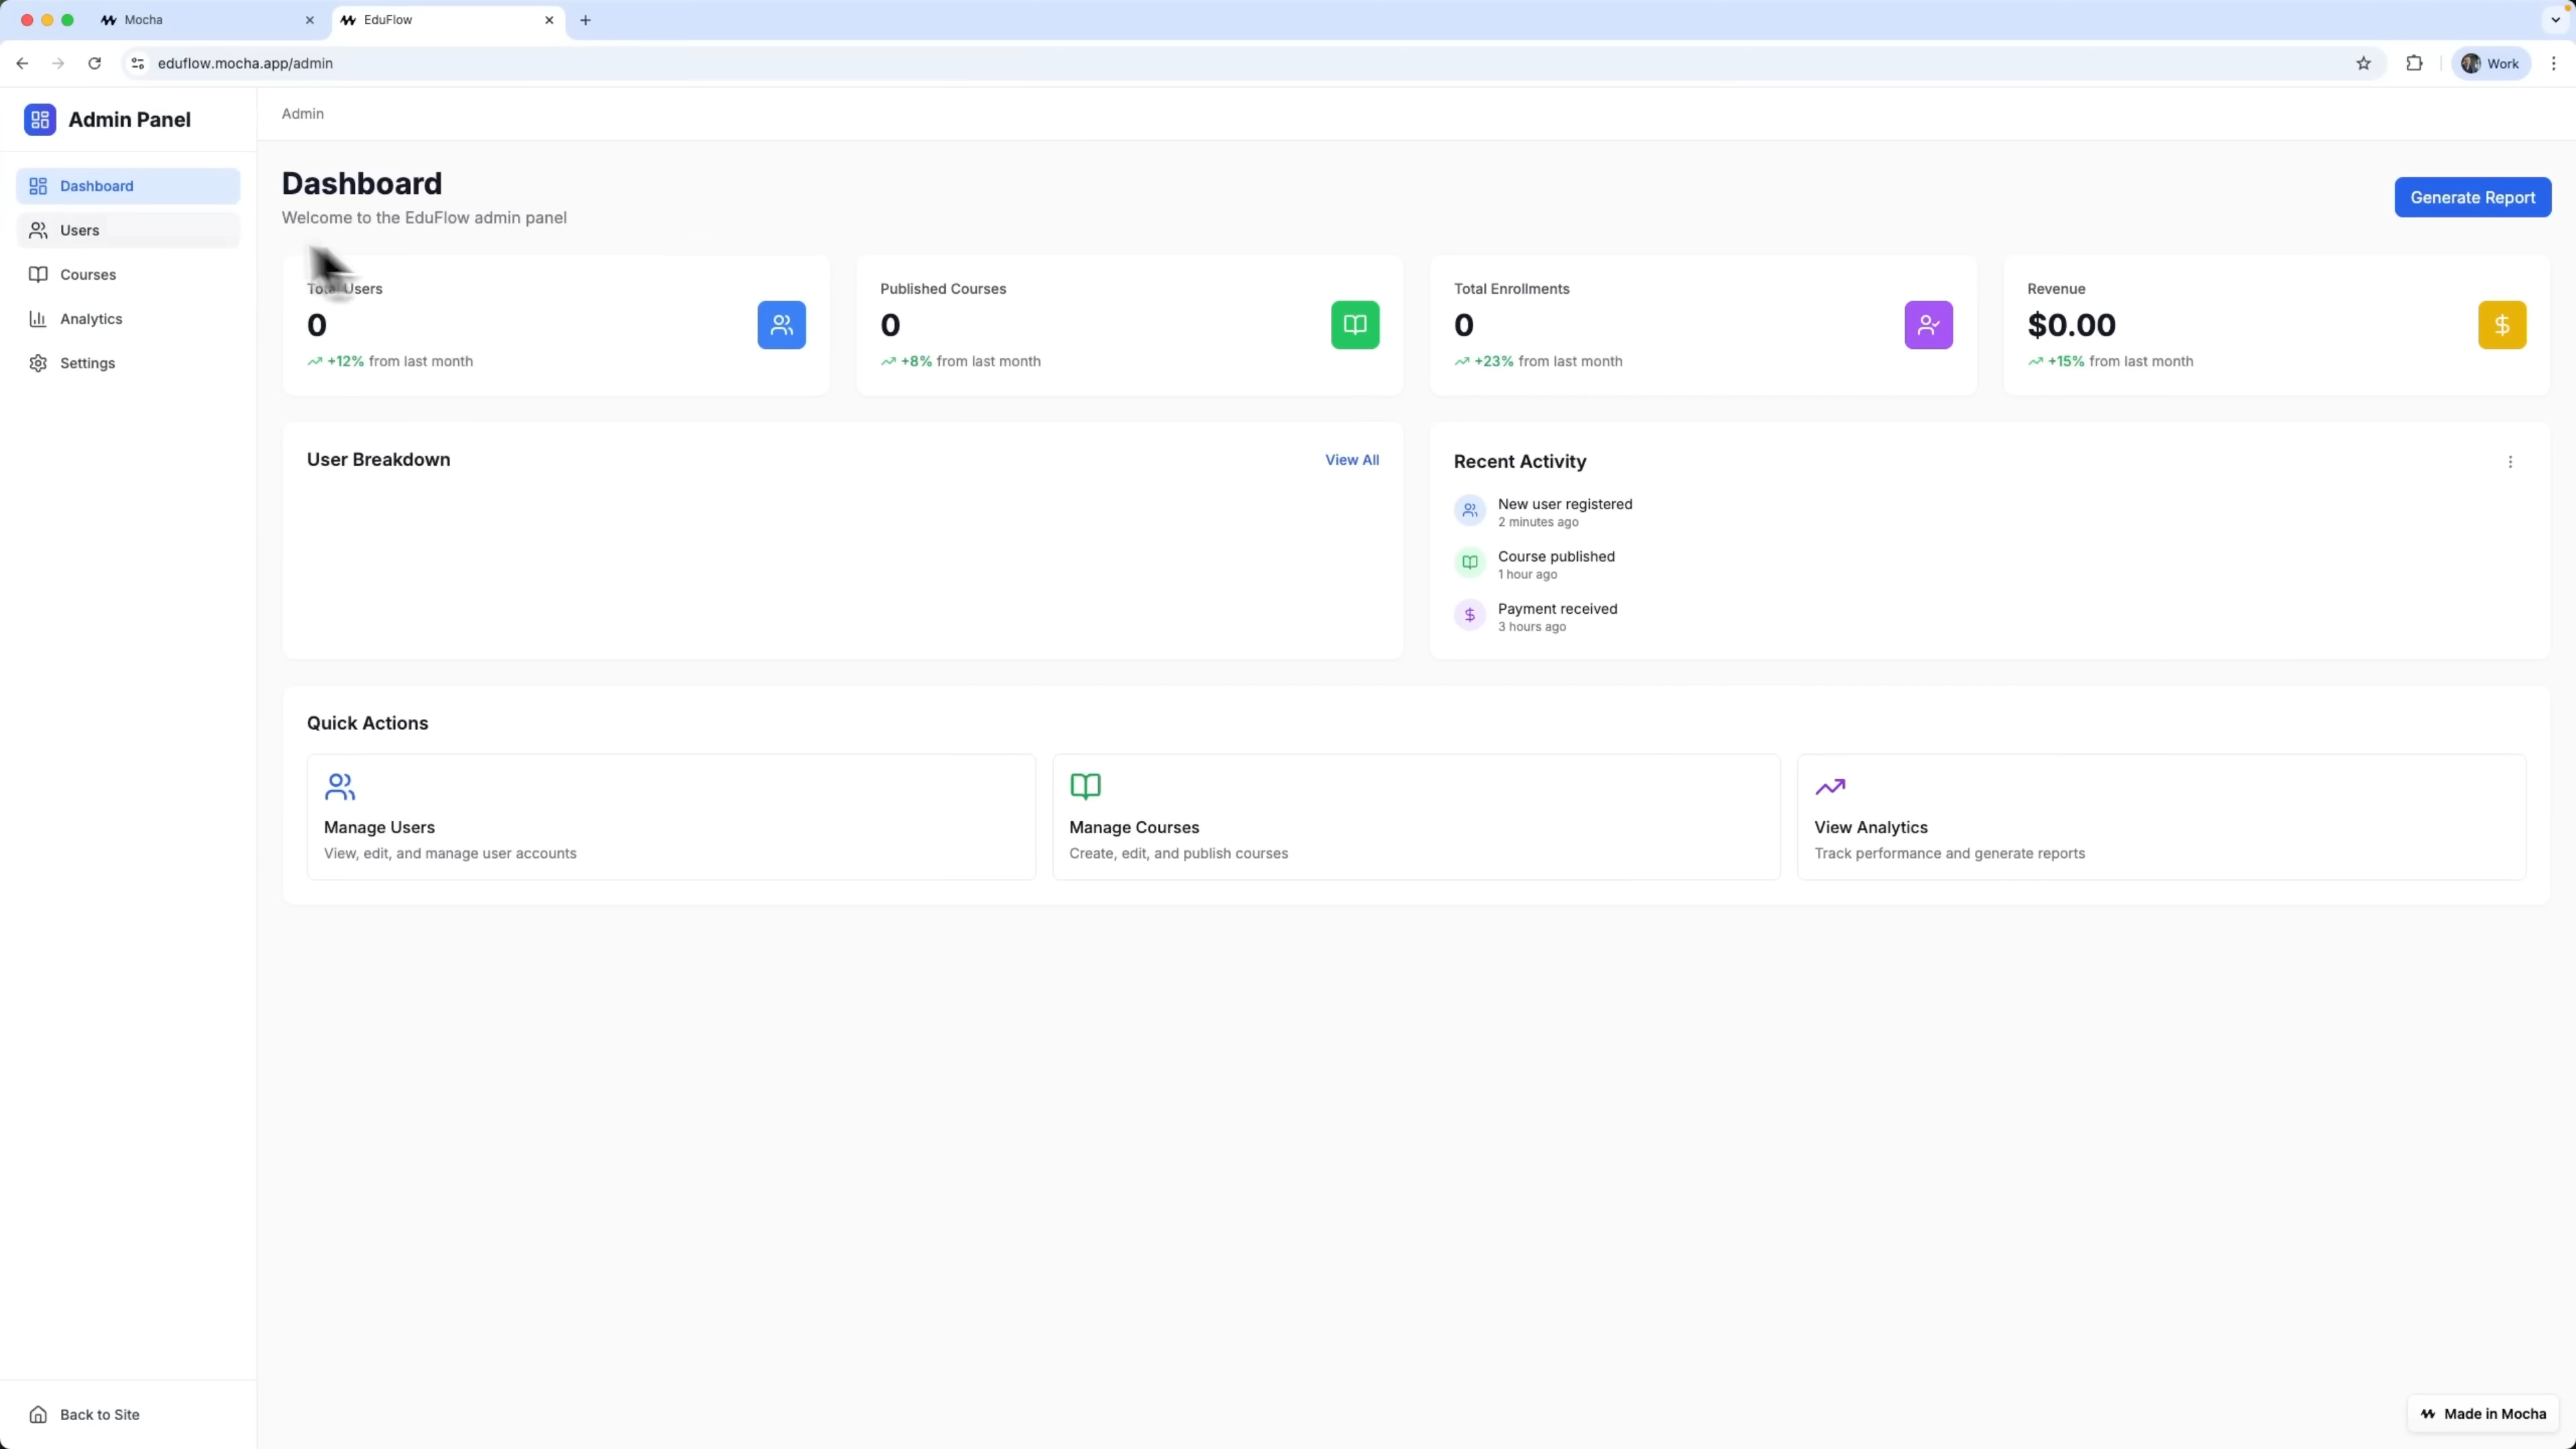 Mocha
EduFlow
eduflow.mocha.app/admin
Work
Admin Panel
Dashboard
Users
Courses
Analytics
Settings
Back to Site
Admin
Dashboard
Welcome to the EduFlow admin panel
Generate Report
Total Users
0
+12% from last month
Published Courses
0
+8% from last month
Total Enrollments
0
+23% from last month
Revenue
$0.00
+15% from last month
User Breakdown
View All
Recent Activity
New user registered
2 minutes ago
Course published
1 hour ago
Payment received
3 hours ago
Quick Actions
Manage Users
View, edit, and manage user accounts
Manage Courses
Create, edit, and publish courses
View Analytics
Track performance and generate reports
Made in Mocha